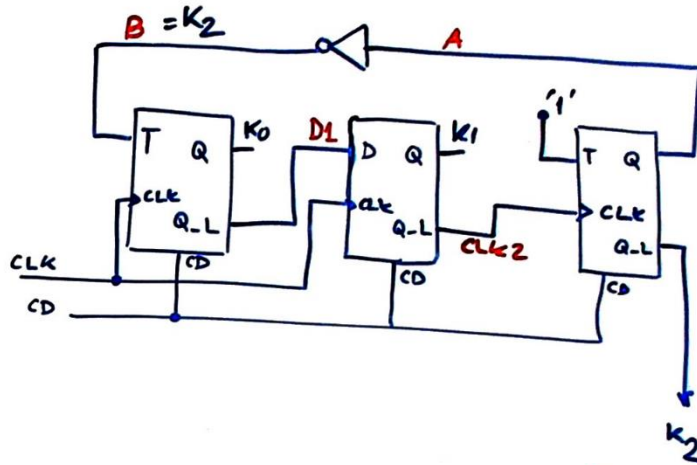 B = K2
A
'1'
T Q K0
D1
D Q K1
T Q
CLK
Q_L
CLK
Q_L
CLK2
CLK
Q_L
CD
CD
CD
CLK
CD
K2